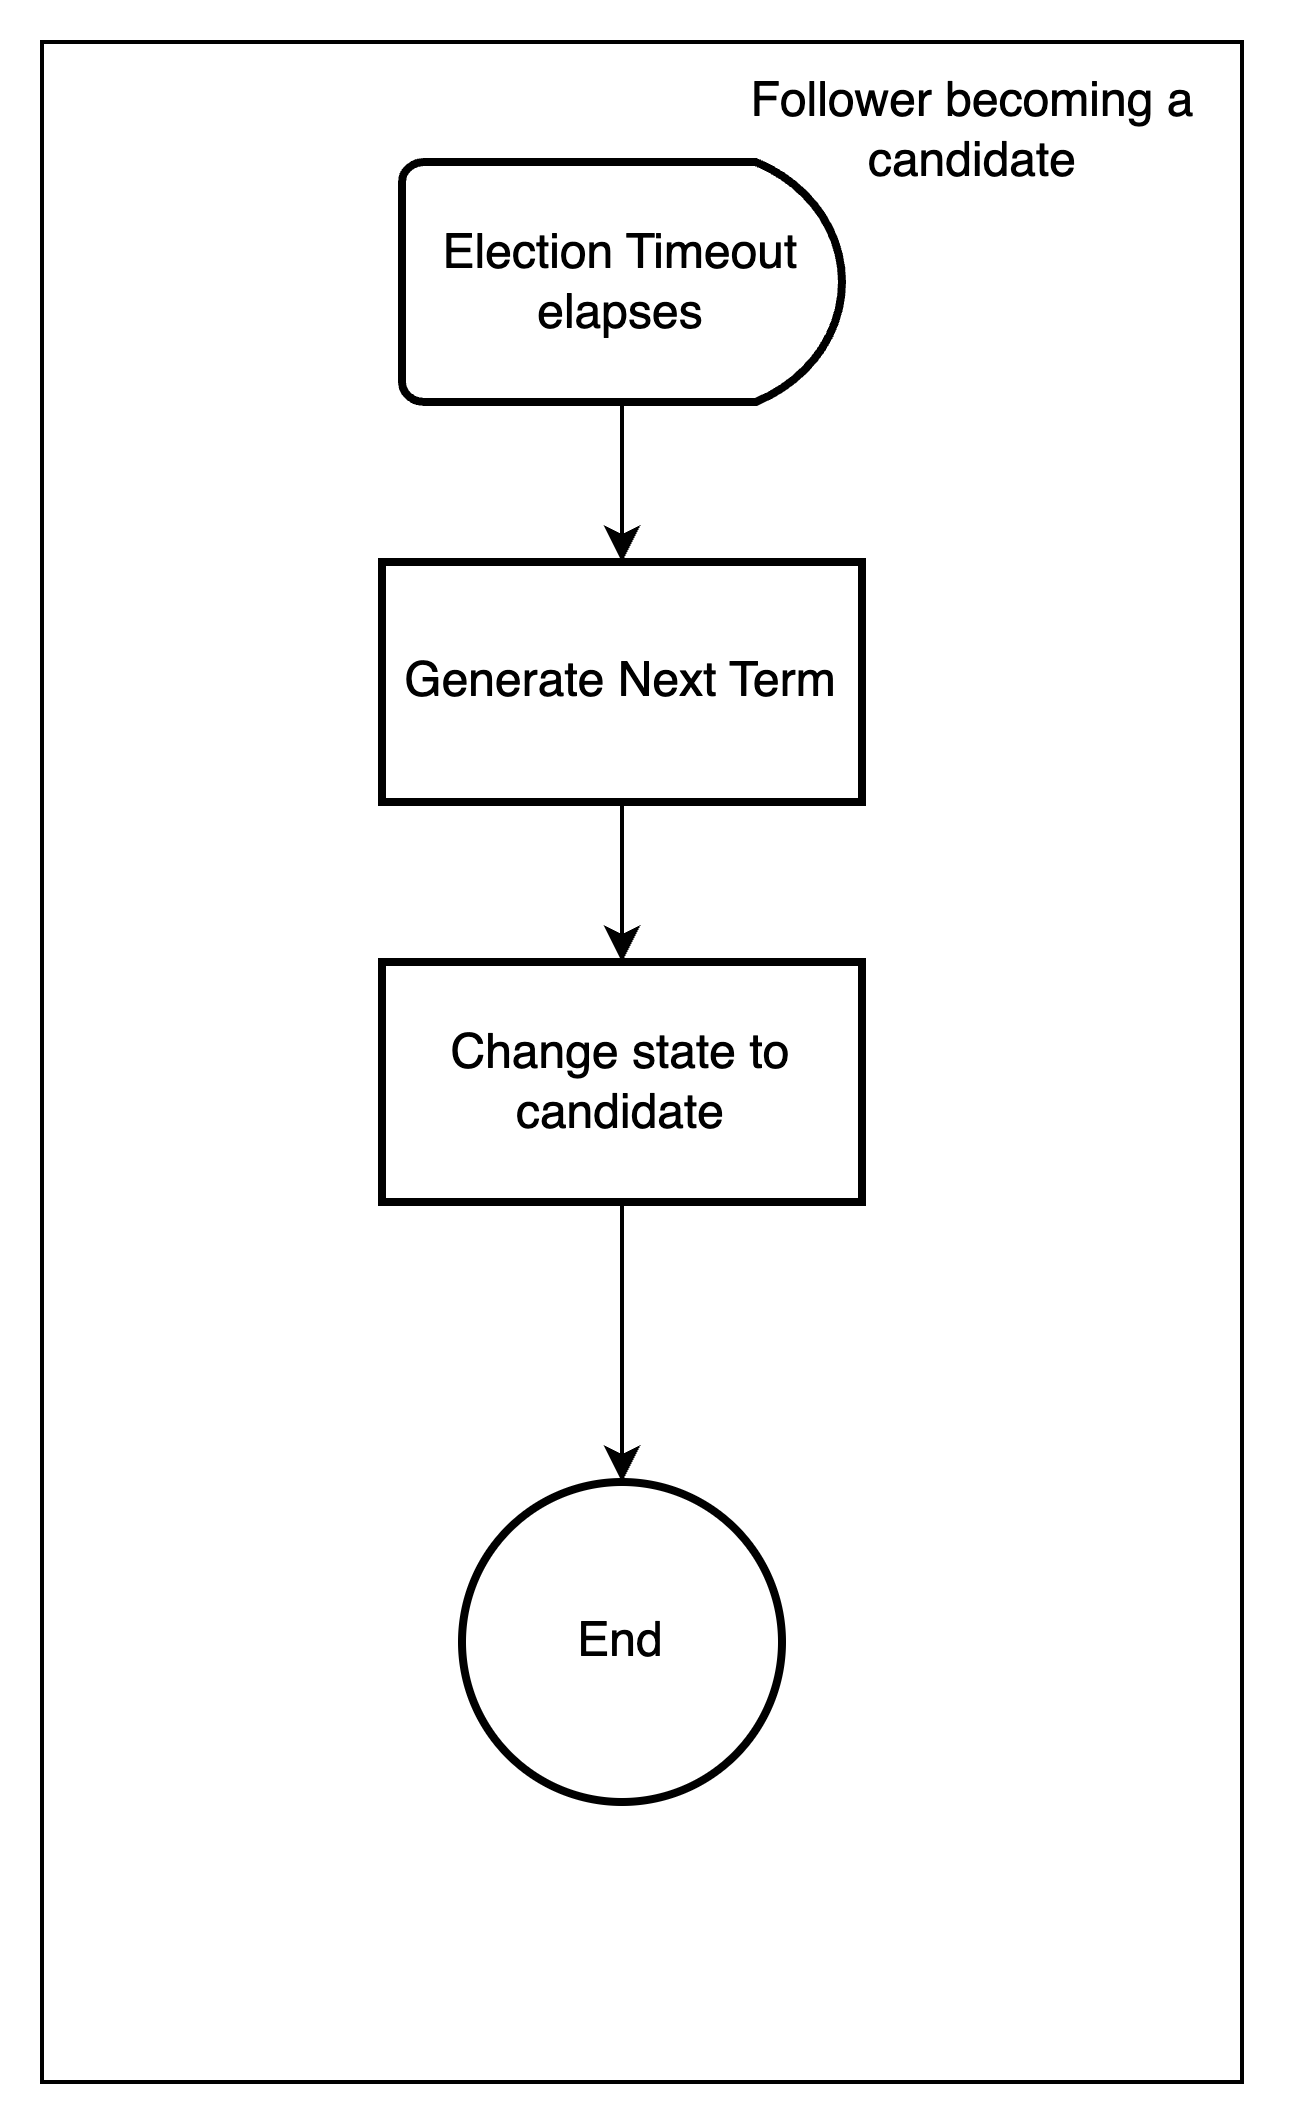 Follower becoming a
candidate
Election Timeout
elapses
Generate Next Term
Change state to
candidate
End